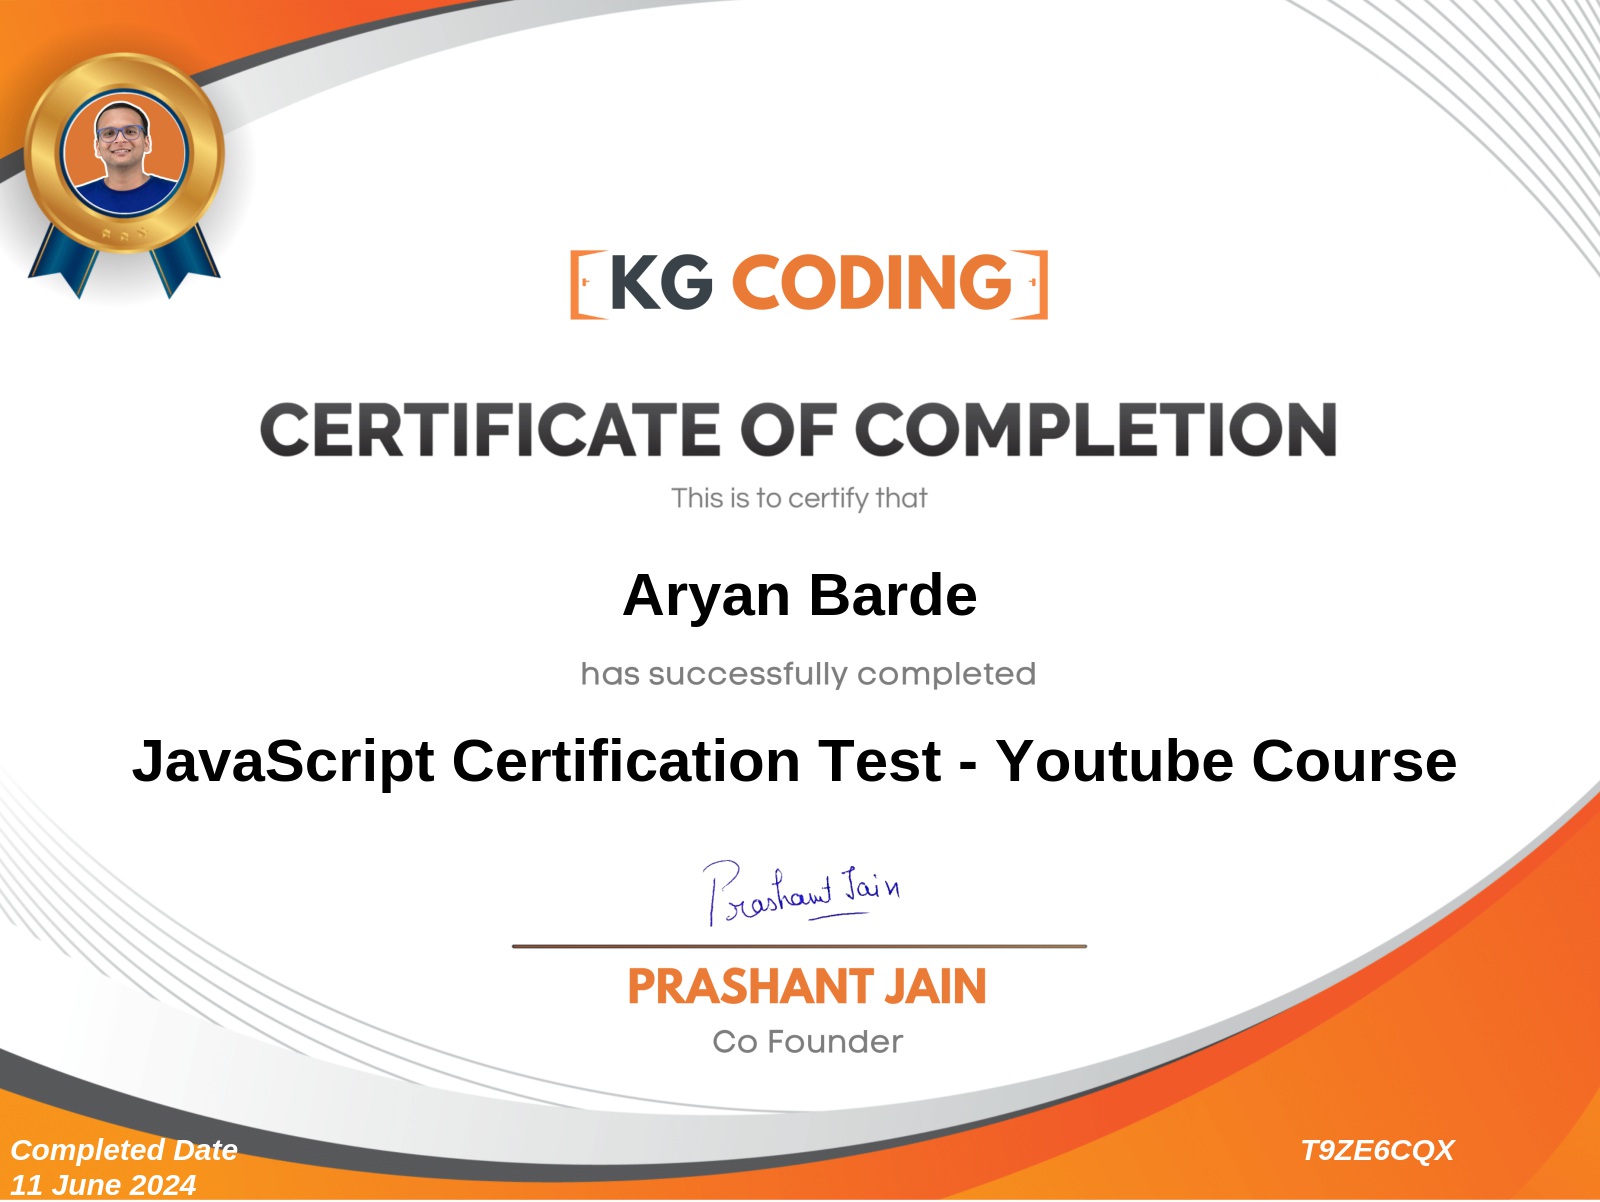 KG CODING
CERTIFICATE OF COMPLETION
This is to certify that
Aryan Barde
has successfully completed
JavaScript Certification Test - Youtube Course
Prashant Jain
PRASHANT JAIN
Co Founder
Completed Date
11 June 2024
T9ZE6CQX